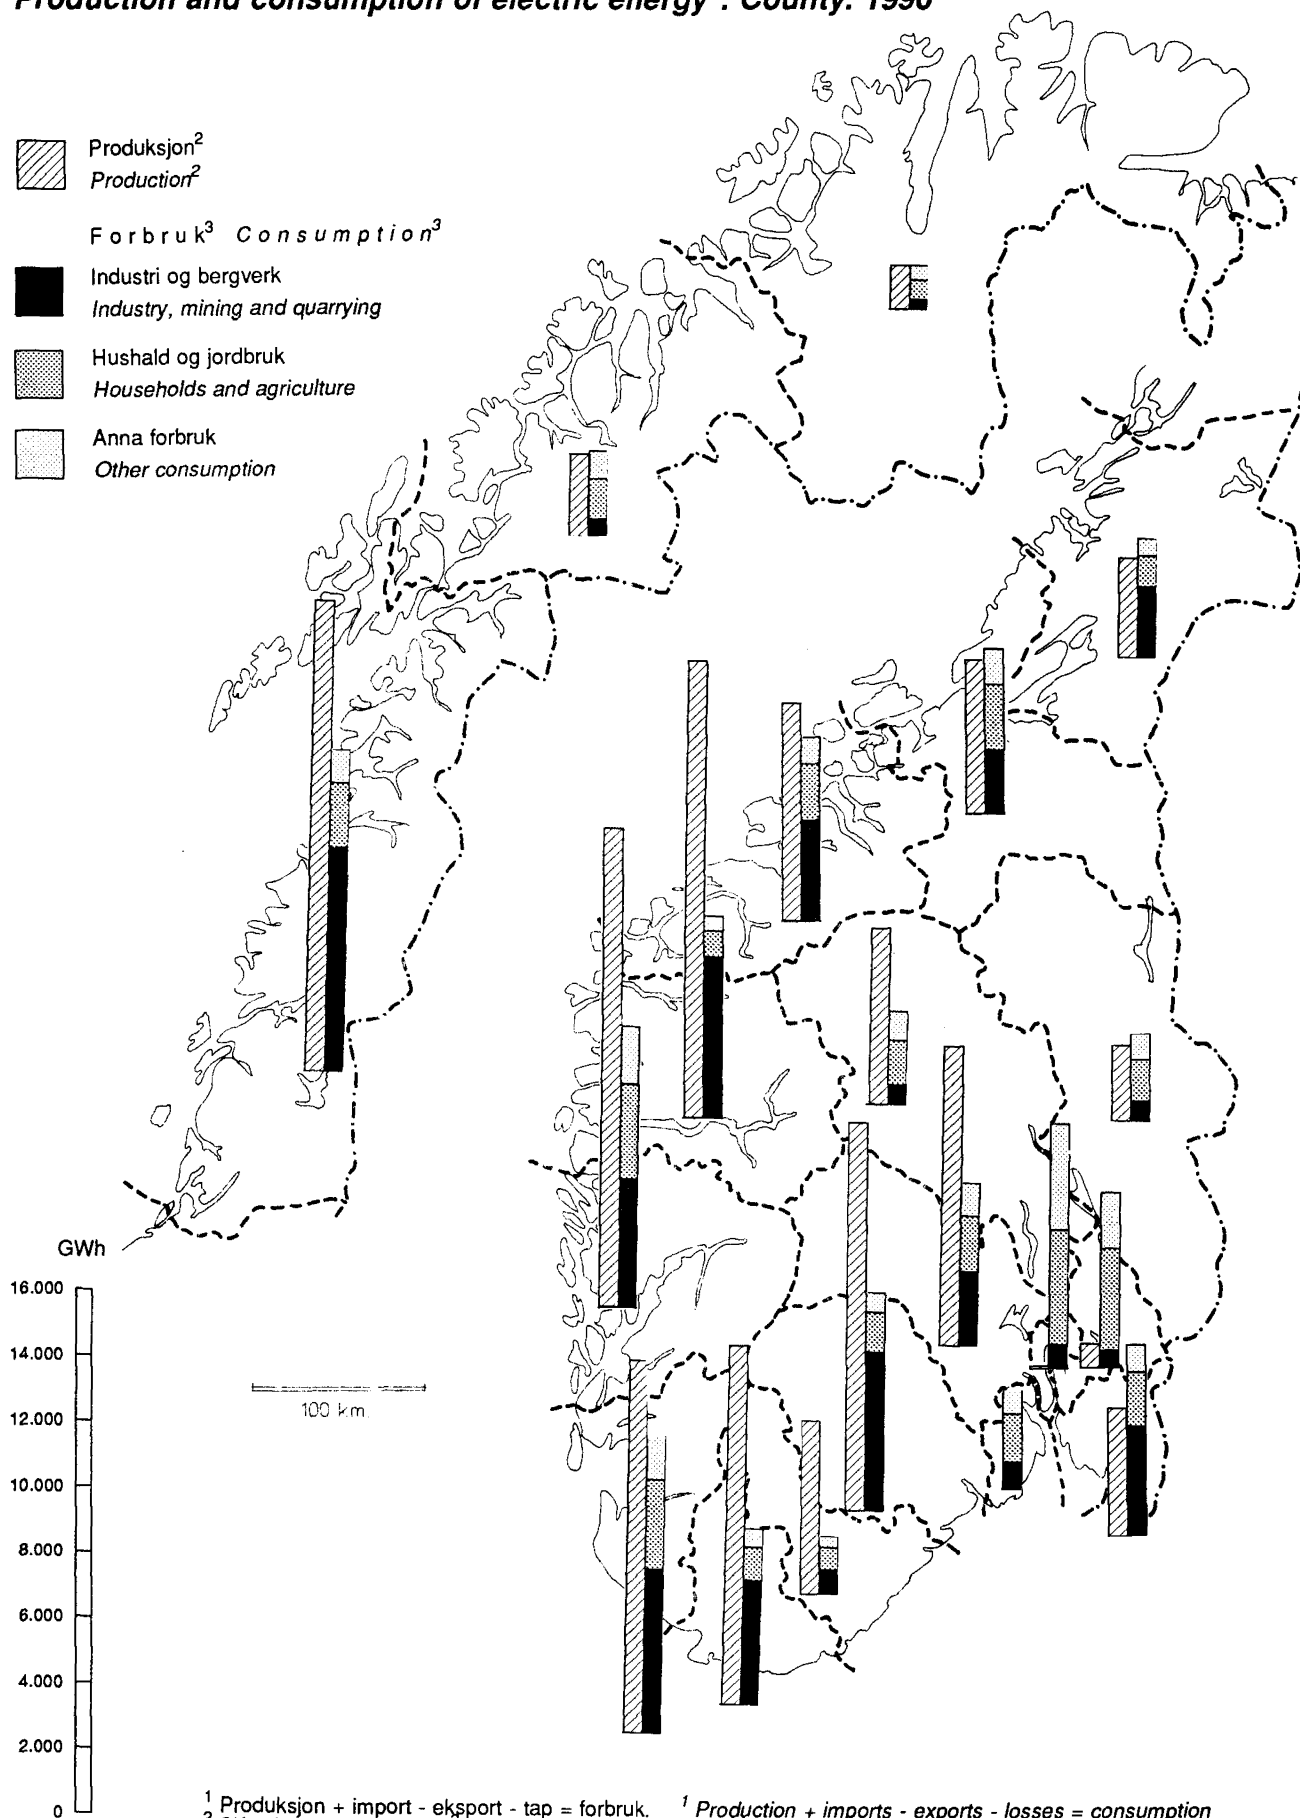 Production and consumption of electric energy¹. County. 1990
Produksjon²
Production²
Forbruk³ Consumption³
Industri og bergverk
Industry, mining and quarrying
Hushald og jordbruk
Households and agriculture
Anna forbruk
Other consumption
GWh
16.000
14.000
12.000
10.000
8.000
6.000
4.000
2.000
0
100 km.
¹ Produksjon + import - eksport - tap = forbruk.
¹ Production + imports - exports - losses = consumption